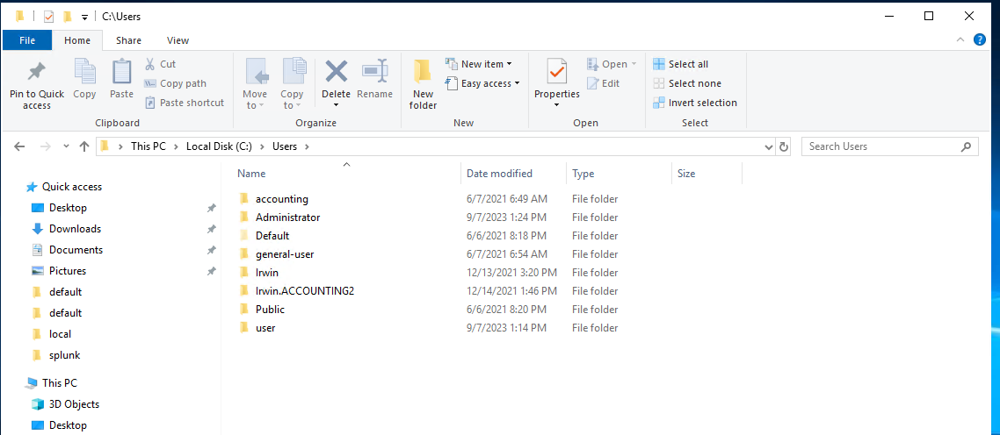 C:\Users
File Home Share View
Pin to Quick access
Copy
Paste
Cut
Copy path
Paste shortcut
Clipboard
Move to
Copy to
Delete
Rename
Organize
New folder
New item
Easy access
New
Properties
Open
Edit
Open
Select all
Select none
Invert selection
Select
This PC > Local Disk (C:) > Users >
Search Users
Quick access
Desktop
Downloads
Documents
Pictures
default
default
local
splunk
This PC
3D Objects
Desktop
Name Date modified Type Size
accounting 6/7/2021 6:49 AM File folder
Administrator 9/7/2023 1:24 PM File folder
Default 6/6/2021 8:18 PM File folder
general-user 6/7/2021 6:54 AM File folder
Irwin 12/13/2021 3:20 PM File folder
Irwin.ACCOUNTING2 12/14/2021 1:46 PM File folder
Public 6/6/2021 8:20 PM File folder
user 9/7/2023 1:14 PM File folder